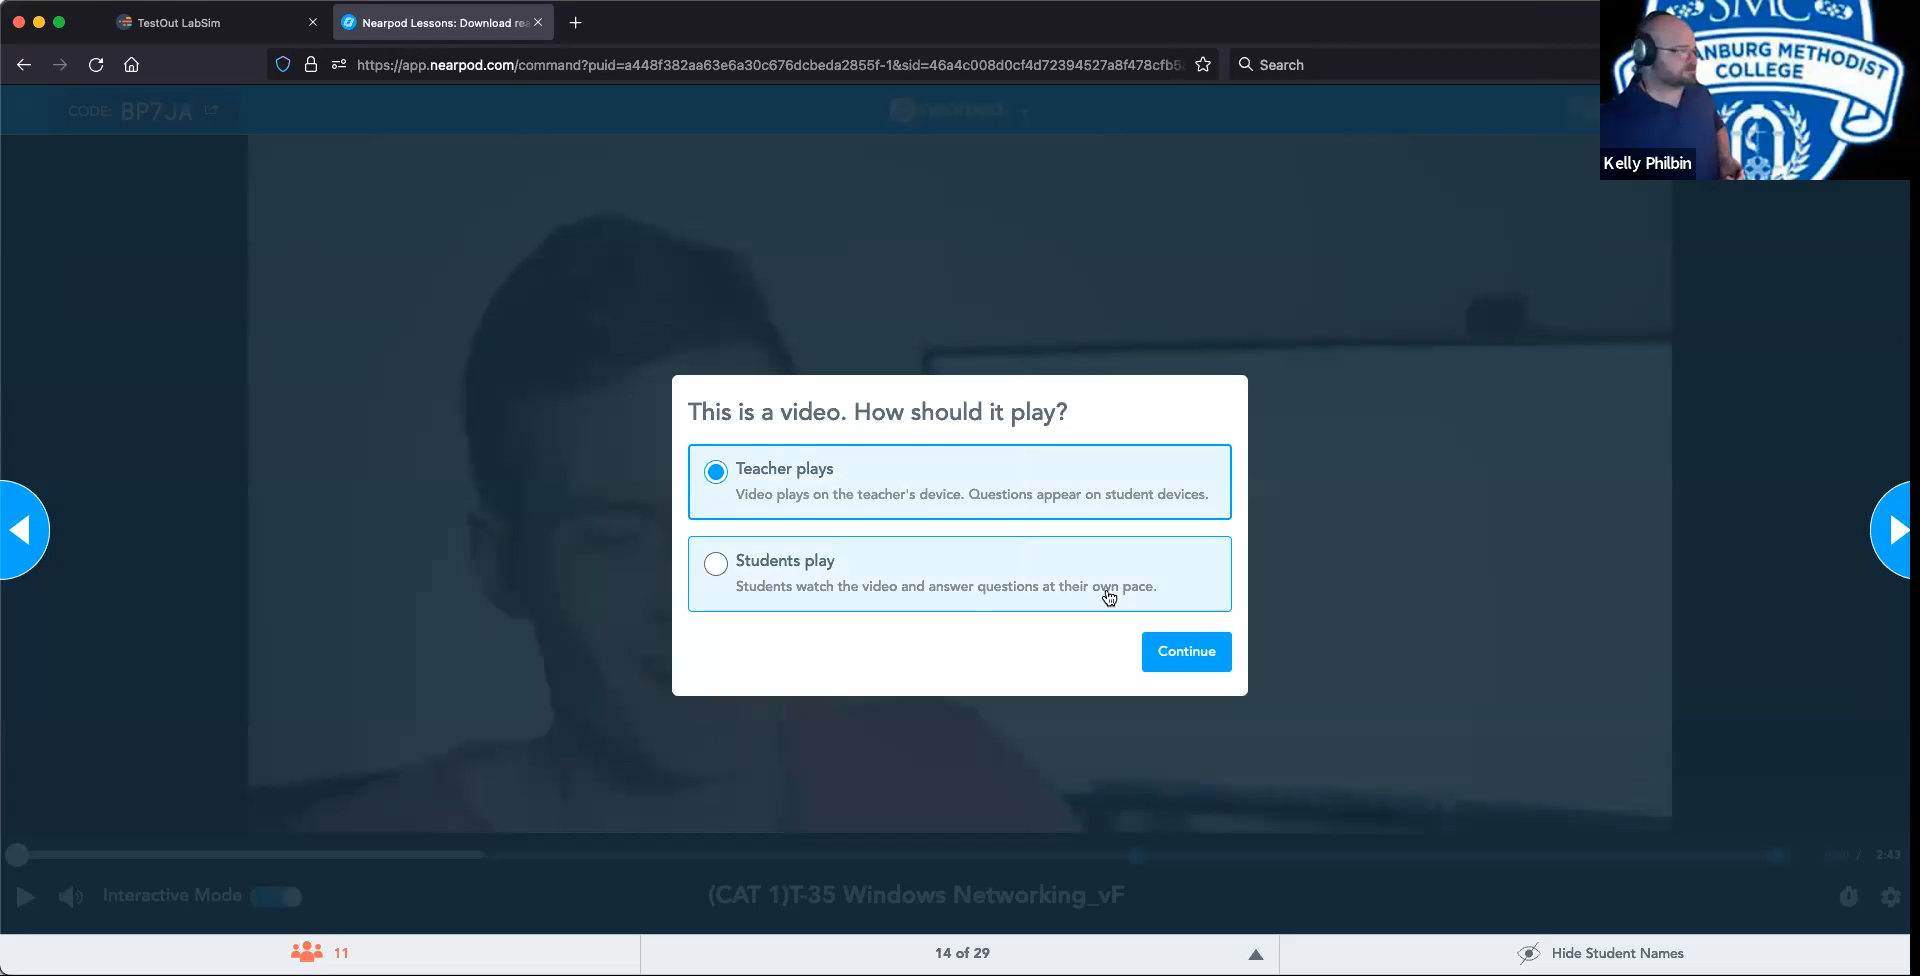 TestOut LabSim
Nearpod Lessons: Download rea
https://app.nearpod.com/command?puid=a448f382aa63e6a30c676dcbeda2855f-1&sid=46a4c008d0cf4d72394527a8f478cfb5
Search
SMC
ANBURG METHODIST
COLLEGE
Kelly Philbin
CODE: BP7JA
nearpod
This is a video. How should it play?
Teacher plays
Video plays on the teacher's device. Questions appear on student devices.
Students play
Students watch the video and answer questions at their own pace.
Continue
/ 2:43
Interactive Mode
(CAT 1)T-35 Windows Networking_vF
11
14 of 29
Hide Student Names